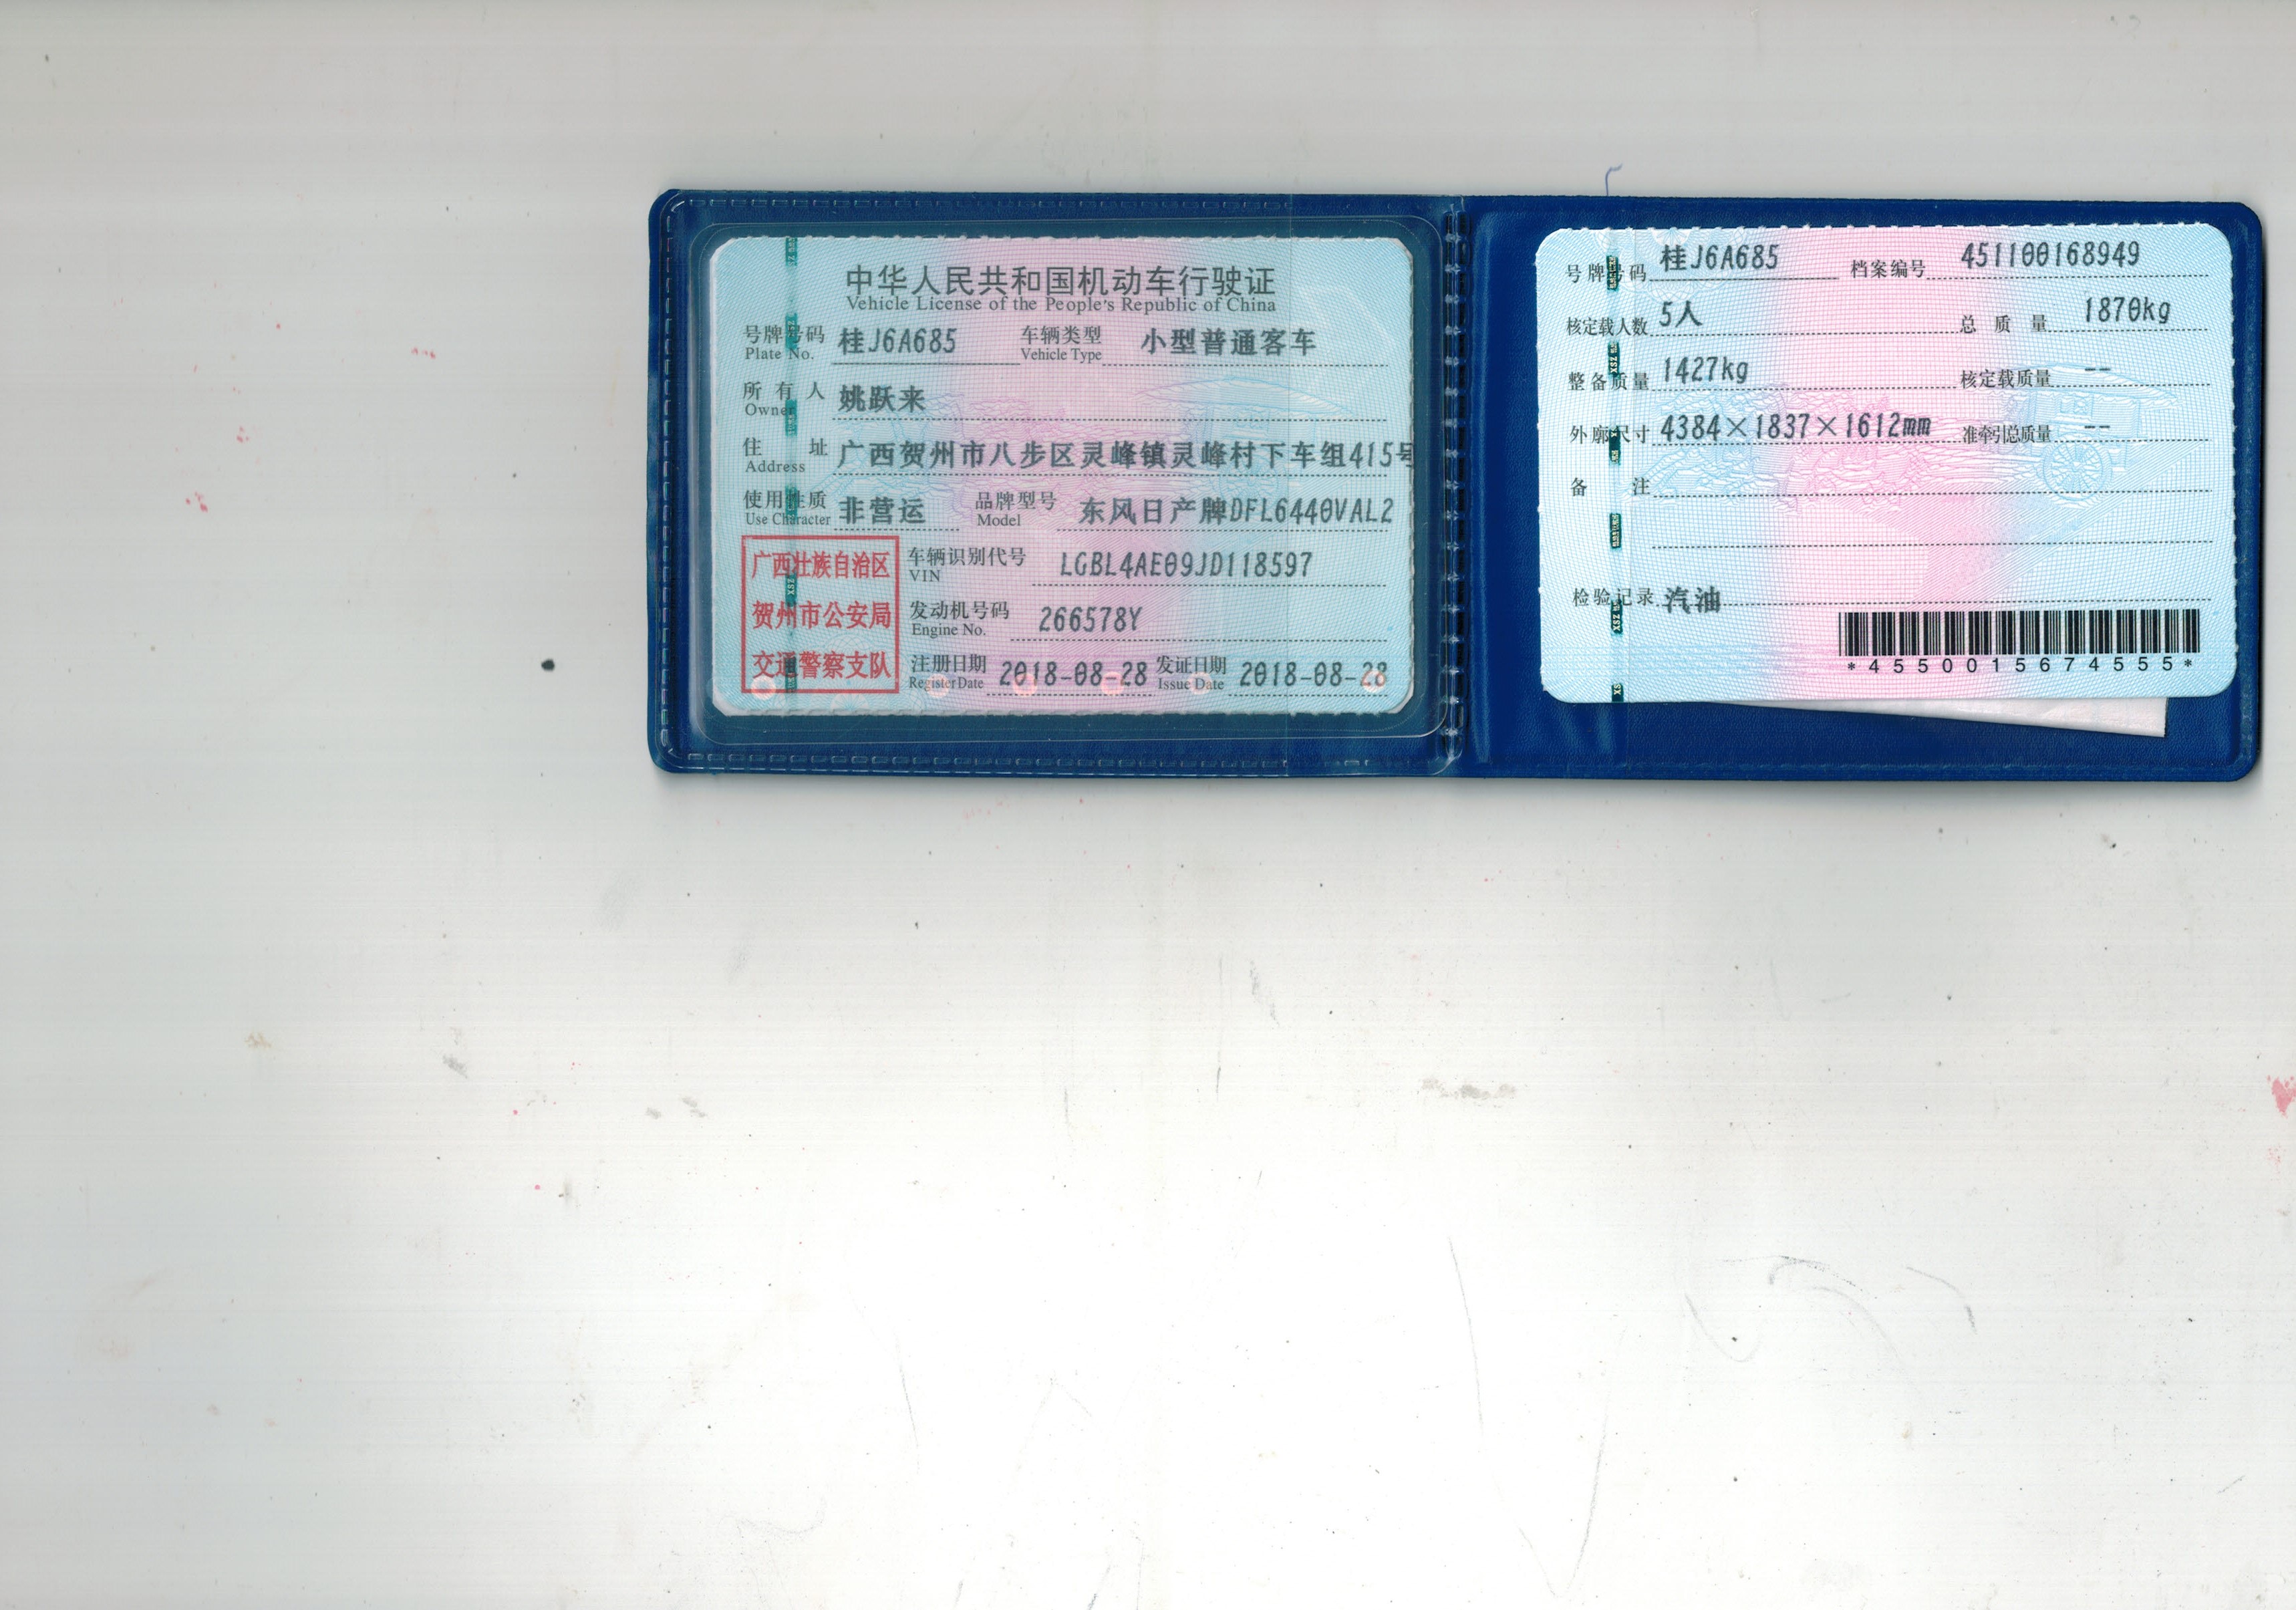 中华人民共和国机动车行驶证
Vehicle License of the People's Republic of China
号牌号码 桂J6A685 车辆类型 小型普通客车
Plate No. Vehicle Type
所有人 姚跃来
Owner
住址 广西贺州市八步区灵峰镇灵峰村下车组415号
Address
使用性质 非营运 品牌型号 东风日产牌DFL6440VAL2
Use Character Model
广西壮族自治区
贺州市公安局
交通警察支队
车辆识别代号 LGBL4AE09JD118597
VIN
发动机号码 266578Y
Engine No.
注册日期 2018-08-28 发证日期 2018-08-28
Register Date Issue Date
号牌号码 桂J6A685 档案编号 451100168949
核定载人数 5人 总质量 1870kg
整备质量 1427kg 核定载质量 --
外廓尺寸 4384×1837×1612mm 准牵引总质量 --
备注
检验记录 汽油
*4550015674555*